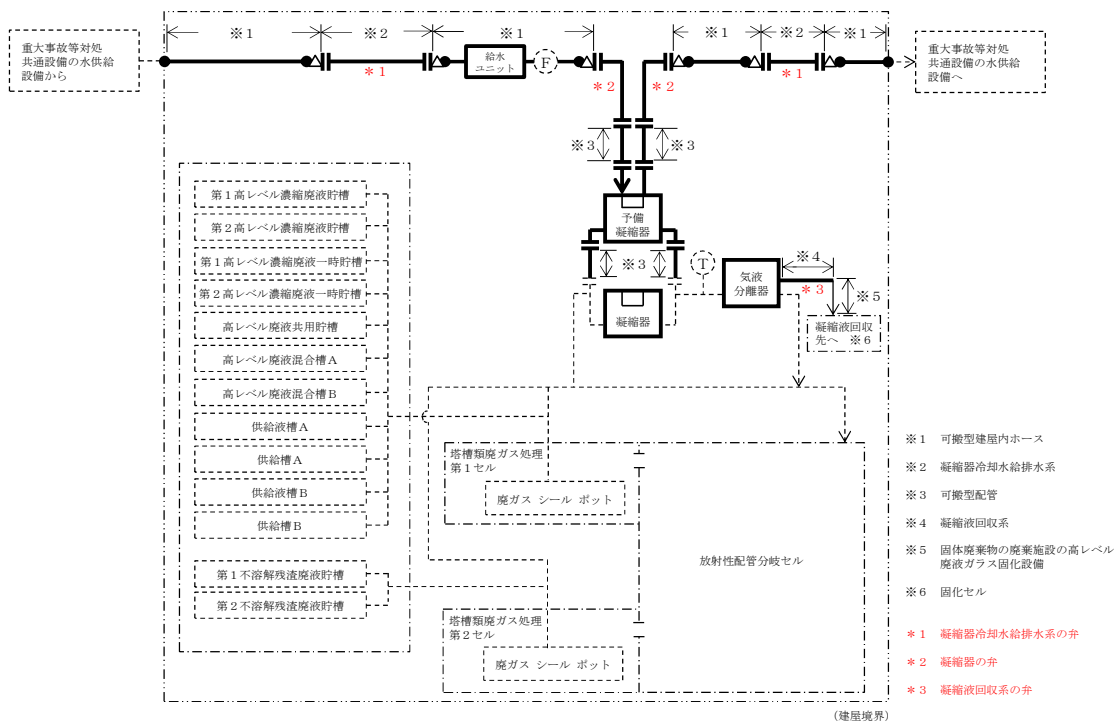 ※1
※2
※1
※1
※2
※1
重大事故等対処
共通設備の水供給
設備から
給水
ユニット
F
＊1
＊2
＊2
＊1
重大事故等対処
共通設備の水供給
設備へ
※3
※3
予備
凝縮器
※3
T
※4
気液
分離器
＊3
※5
凝縮器
凝縮液回収
先へ ※6
第1高レベル濃縮廃液貯槽
第2高レベル濃縮廃液貯槽
第1高レベル濃縮廃液一時貯槽
第2高レベル濃縮廃液一時貯槽
高レベル廃液共用貯槽
高レベル廃液混合槽A
高レベル廃液混合槽B
供給液槽A
供給槽A
供給液槽B
供給槽B
第1不溶解残渣廃液貯槽
第2不溶解残渣廃液貯槽
塔槽類廃ガス処理
第1セル
廃ガス シール ポット
塔槽類廃ガス処理
第2セル
廃ガス シール ポット
放射性配管分岐セル
※1 可搬型建屋内ホース
※2 凝縮器冷却水給排水系
※3 可搬型配管
※4 凝縮液回収系
※5 固体廃棄物の廃棄施設の高レベル
廃液ガラス固化設備
※6 固化セル
＊1 凝縮器冷却水給排水系の弁
＊2 凝縮器の弁
＊3 凝縮液回収系の弁
(建屋境界)